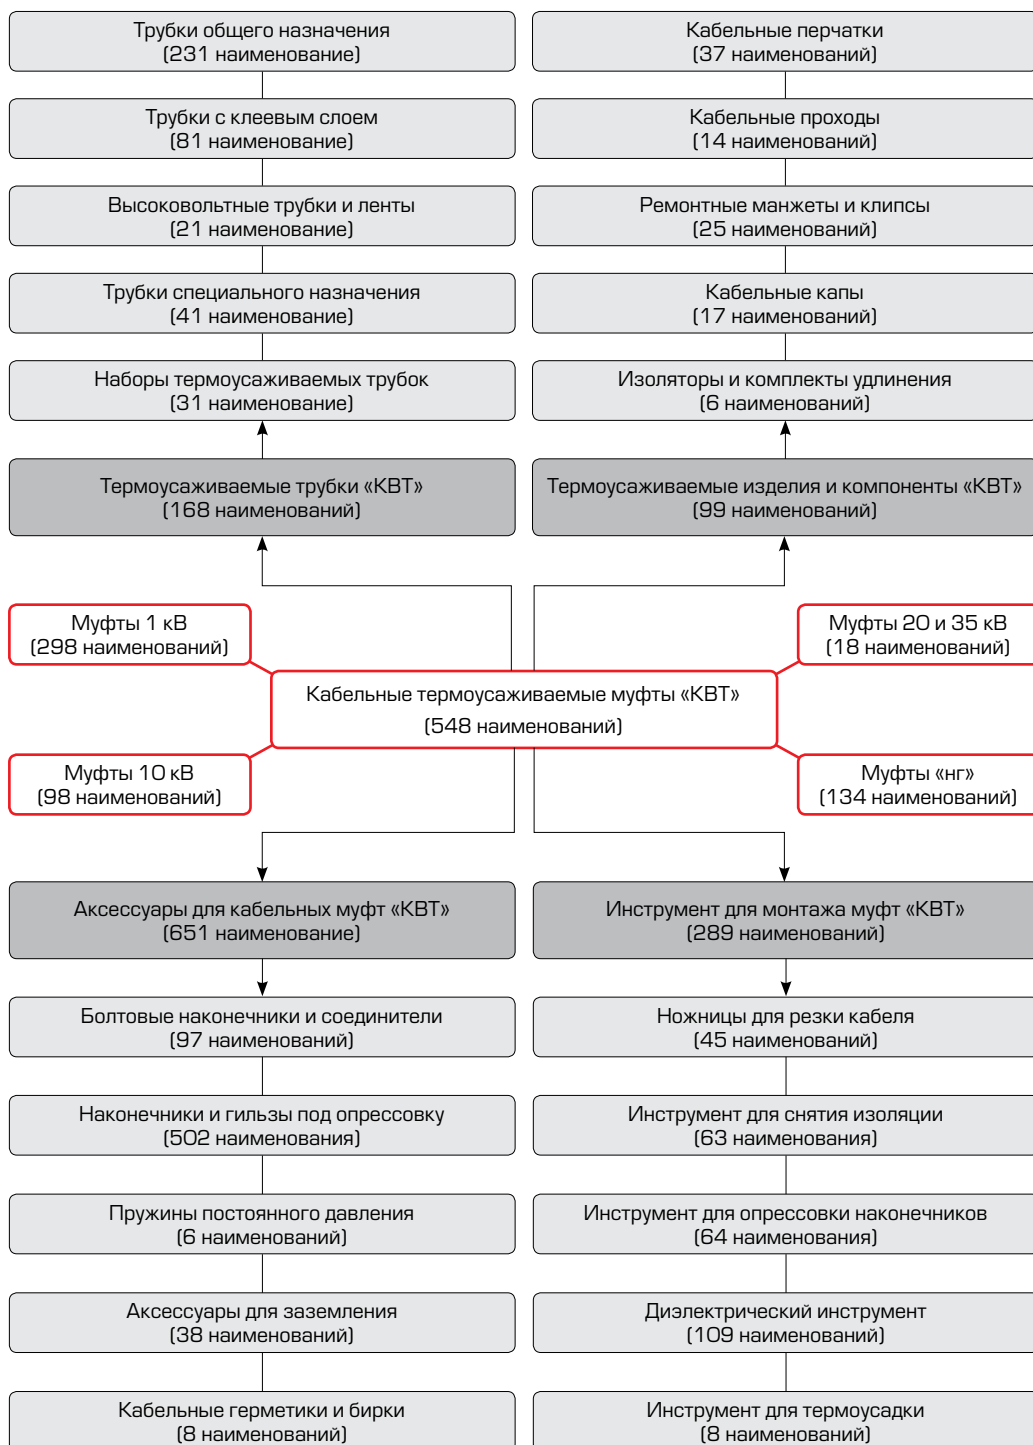 Трубки общего назначения
(231 наименование)
Кабельные перчатки
(37 наименований)
Трубки с клеевым слоем
(81 наименование)
Кабельные проходы
(14 наименований)
Высоковольтные трубки и ленты
(21 наименование)
Ремонтные манжеты и клипсы
(25 наименований)
Трубки специального назначения
(41 наименование)
Кабельные капы
(17 наименований)
Наборы термоусаживаемых трубок
(31 наименование)
Изоляторы и комплекты удлинения
(6 наименований)
Термоусаживаемые трубки «КВТ»
(168 наименований)
Термоусаживаемые изделия и компоненты «КВТ»
(99 наименований)
Муфты 1 кВ
(298 наименований)
Муфты 20 и 35 кВ
(18 наименований)
Кабельные термоусаживаемые муфты «КВТ»
(548 наименований)
Муфты 10 кВ
(98 наименований)
Муфты «нг»
(134 наименований)
Аксессуары для кабельных муфт «КВТ»
(651 наименование)
Инструмент для монтажа муфт «КВТ»
(289 наименований)
Болтовые наконечники и соединители
(97 наименований)
Ножницы для резки кабеля
(45 наименований)
Наконечники и гильзы под опрессовку
(502 наименования)
Инструмент для снятия изоляции
(63 наименования)
Пружины постоянного давления
(6 наименований)
Инструмент для опрессовки наконечников
(64 наименования)
Аксессуары для заземления
(38 наименований)
Диэлектрический инструмент
(109 наименований)
Кабельные герметики и бирки
(8 наименований)
Инструмент для термоусадки
(8 наименований)